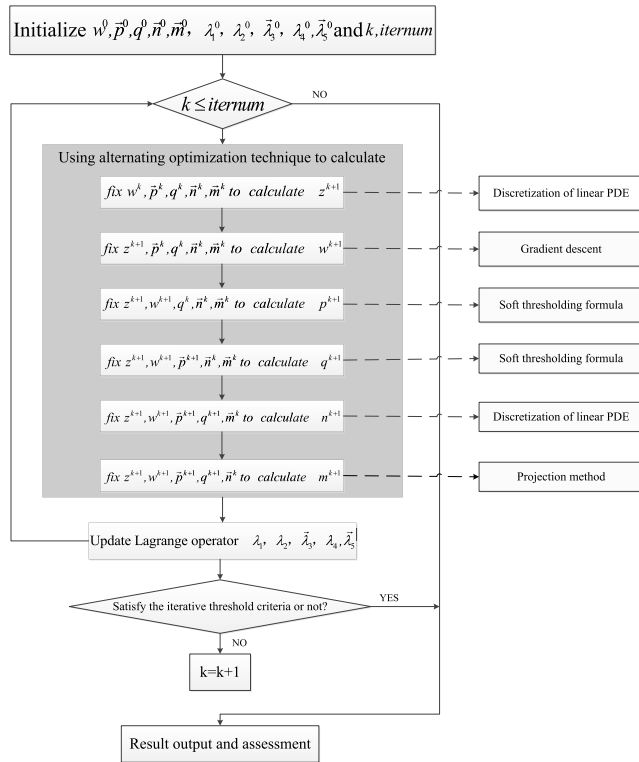 Initialize w⁰,p⃗⁰,q⁰,n⃗⁰,m⃗⁰, λ₁⁰, λ₂⁰, λ⃗₃⁰, λ₄⁰,λ⃗₅⁰ and k,iternum
k ≤ iternum
NO
Using alternating optimization technique to calculate
fix wᵏ,p⃗ᵏ,qᵏ,n⃗ᵏ,m⃗ᵏ to calculate zᵏ⁺¹
Discretization of linear PDE
fix zᵏ⁺¹,p⃗ᵏ,qᵏ,n⃗ᵏ,m⃗ᵏ to calculate wᵏ⁺¹
Gradient descent
fix zᵏ⁺¹,wᵏ⁺¹,qᵏ,n⃗ᵏ,m⃗ᵏ to calculate pᵏ⁺¹
Soft thresholding formula
fix zᵏ⁺¹,wᵏ⁺¹,p⃗ᵏ⁺¹,n⃗ᵏ,m⃗ᵏ to calculate qᵏ⁺¹
Soft thresholding formula
fix zᵏ⁺¹,wᵏ⁺¹,p⃗ᵏ⁺¹,qᵏ⁺¹,m⃗ᵏ to calculate nᵏ⁺¹
Discretization of linear PDE
fix zᵏ⁺¹,wᵏ⁺¹,p⃗ᵏ⁺¹,qᵏ⁺¹,n⃗ᵏ to calculate mᵏ⁺¹
Projection method
Update Lagrange operator λ₁, λ₂, λ⃗₃, λ₄,λ⃗₅
Satisfy the iterative threshold criteria or not?
YES
NO
k=k+1
Result output and assessment